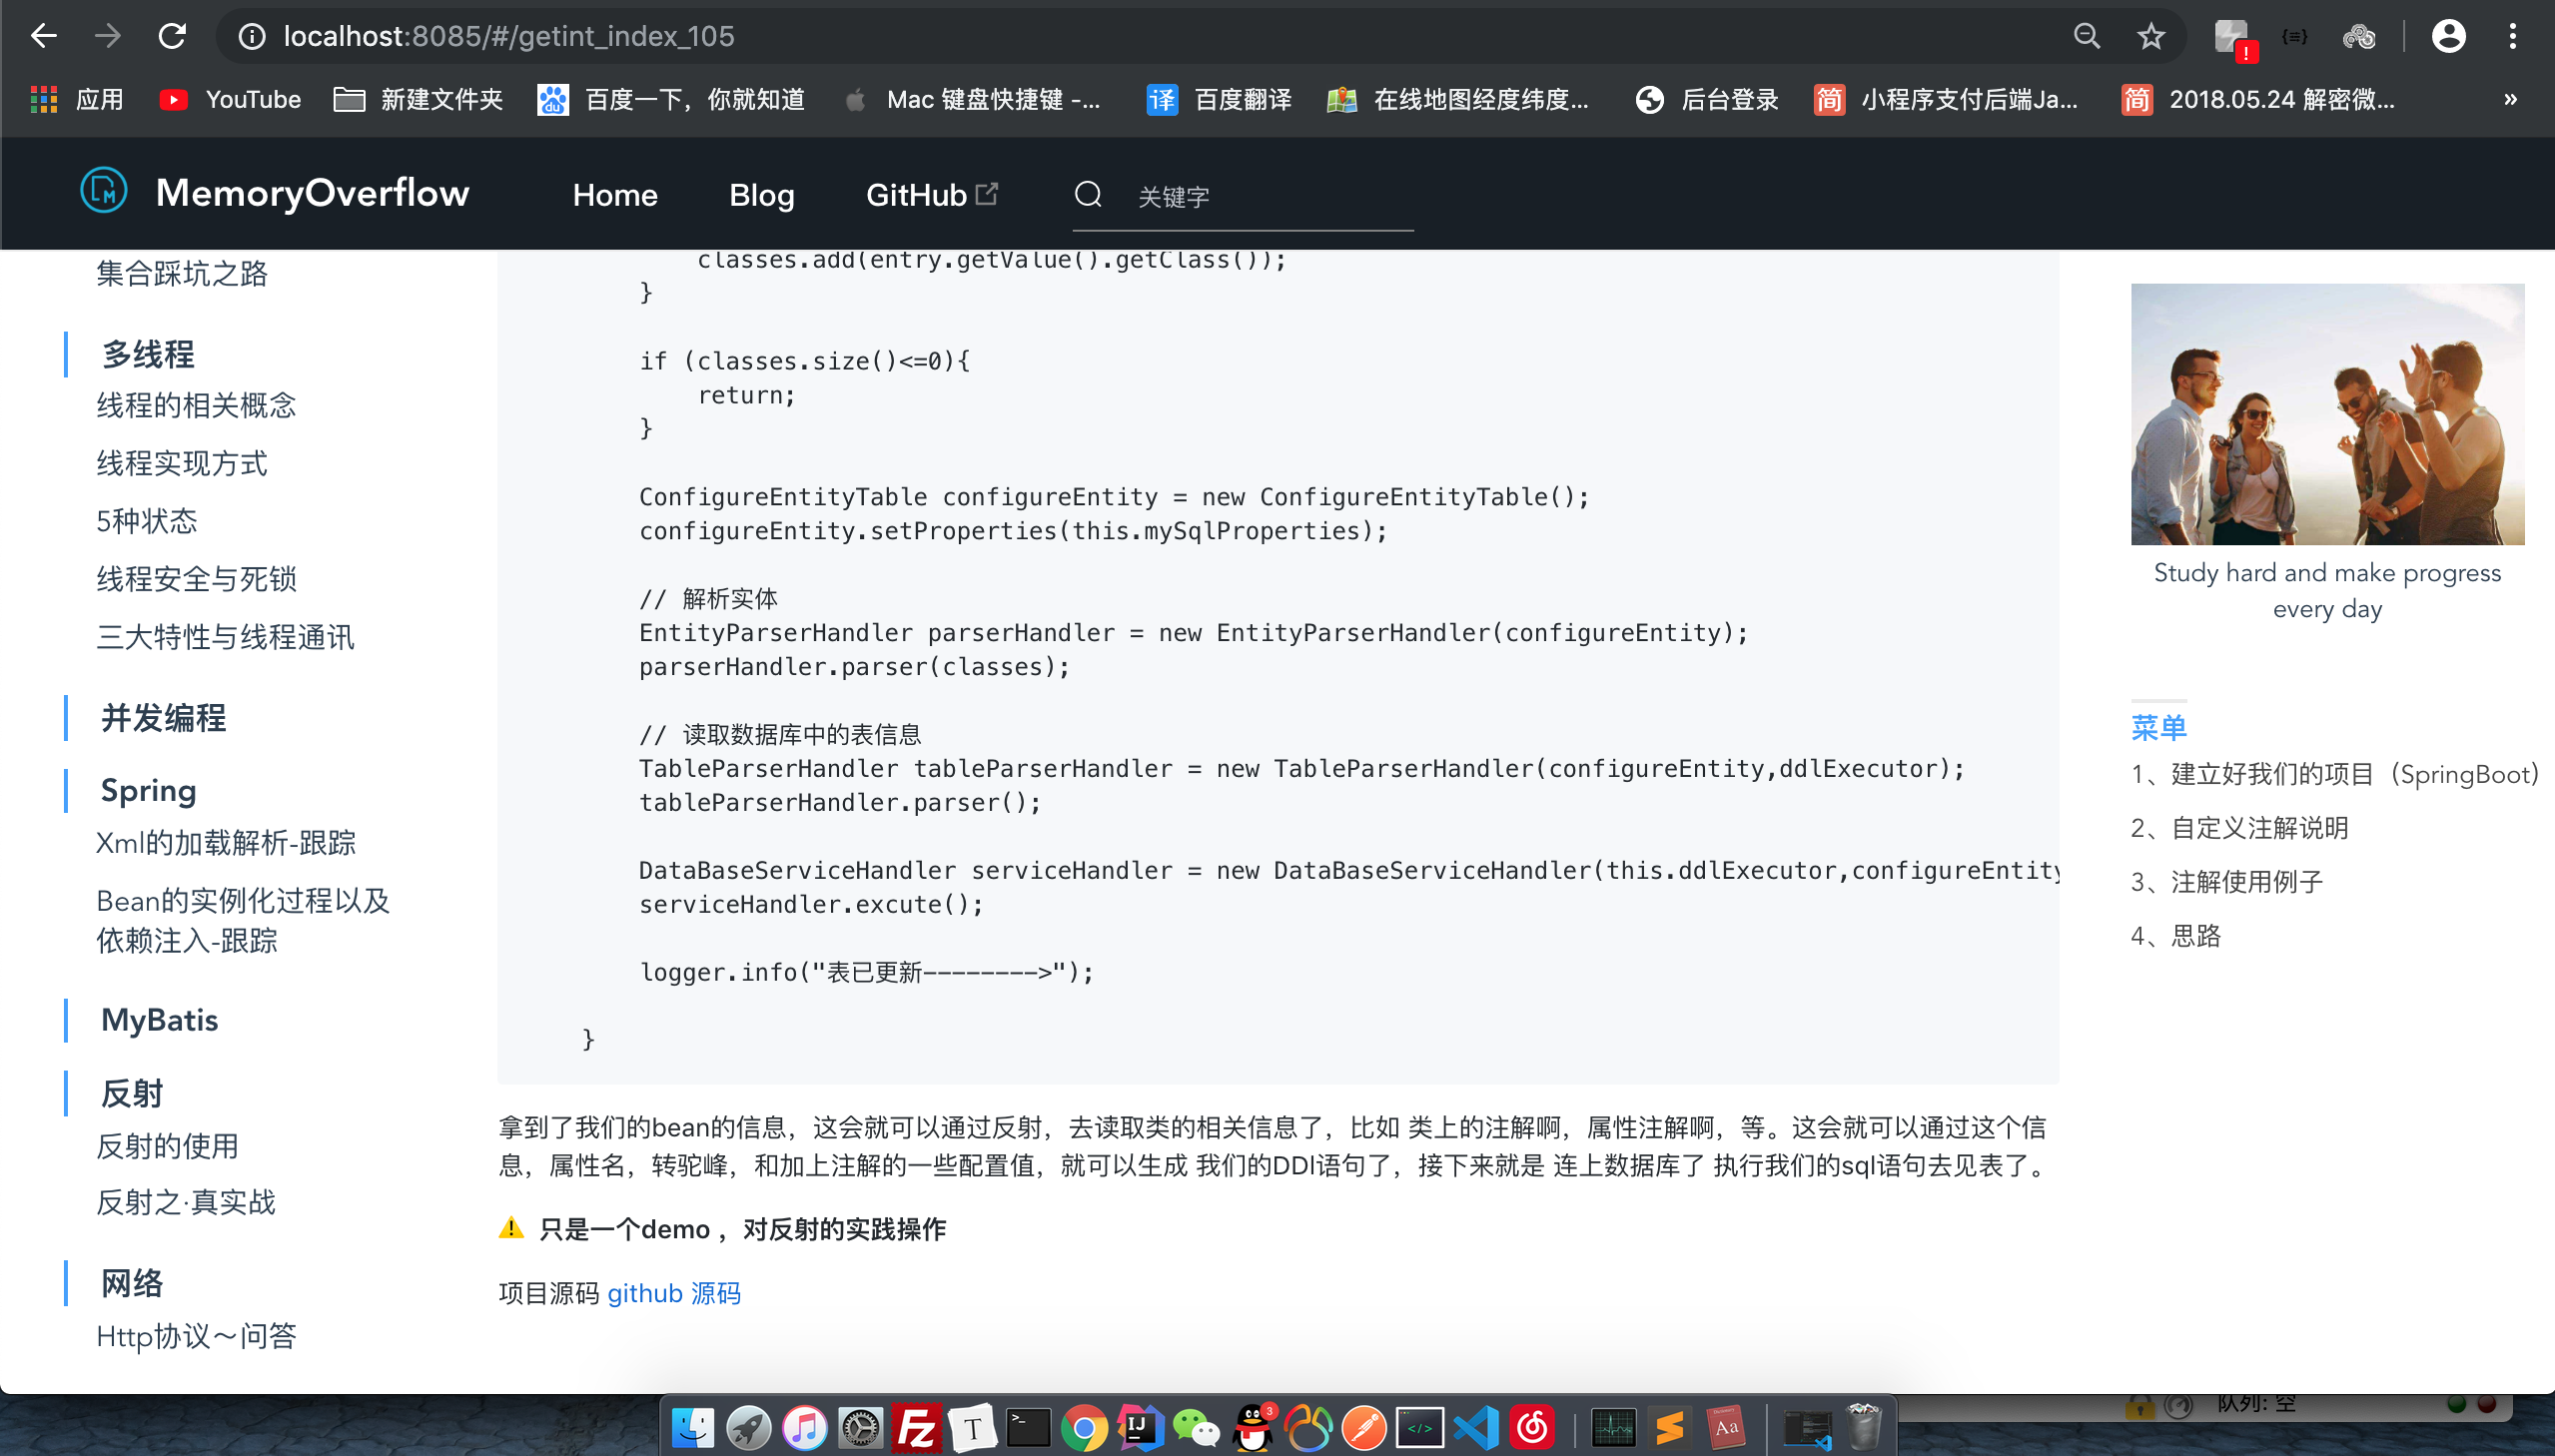 localhost:8085/#/getint_index_105
应用 YouTube 新建文件夹 百度一下，你就知道 Mac 键盘快捷键 -... 译 百度翻译 在线地图经度纬度... 后台登录 简 小程序支付后端Ja... 简 2018.05.24 解密微... »
MemoryOverflow Home Blog GitHub 关键字
集合踩坑之路
多线程
线程的相关概念
线程实现方式
5种状态
线程安全与死锁
三大特性与线程通讯
并发编程
Spring
Xml的加载解析-跟踪
Bean的实例化过程以及
依赖注入-跟踪
MyBatis
反射
反射的使用
反射之·真实战
网络
Http协议～问答
classes.add(entry.getValue().getClass());
}
if (classes.size()<=0){
return;
}
ConfigureEntityTable configureEntity = new ConfigureEntityTable();
configureEntity.setProperties(this.mySqlProperties);
// 解析实体
EntityParserHandler parserHandler = new EntityParserHandler(configureEntity);
parserHandler.parser(classes);
// 读取数据库中的表信息
TableParserHandler tableParserHandler = new TableParserHandler(configureEntity,ddlExecutor);
tableParserHandler.parser();
DataBaseServiceHandler serviceHandler = new DataBaseServiceHandler(this.ddlExecutor,configureEntity
serviceHandler.excute();
logger.info("表已更新-------->");
}
拿到了我们的bean的信息，这会就可以通过反射，去读取类的相关信息了，比如 类上的注解啊，属性注解啊，等。这会就可以通过这个信
息，属性名，转驼峰，和加上注解的一些配置值，就可以生成 我们的DDl语句了，接下来就是 连上数据库了 执行我们的sql语句去见表了。
只是一个demo ，对反射的实践操作
项目源码 github 源码
Study hard and make progress
every day
菜单
1、建立好我们的项目（SpringBoot）
2、自定义注解说明
3、注解使用例子
4、思路
队列: 空